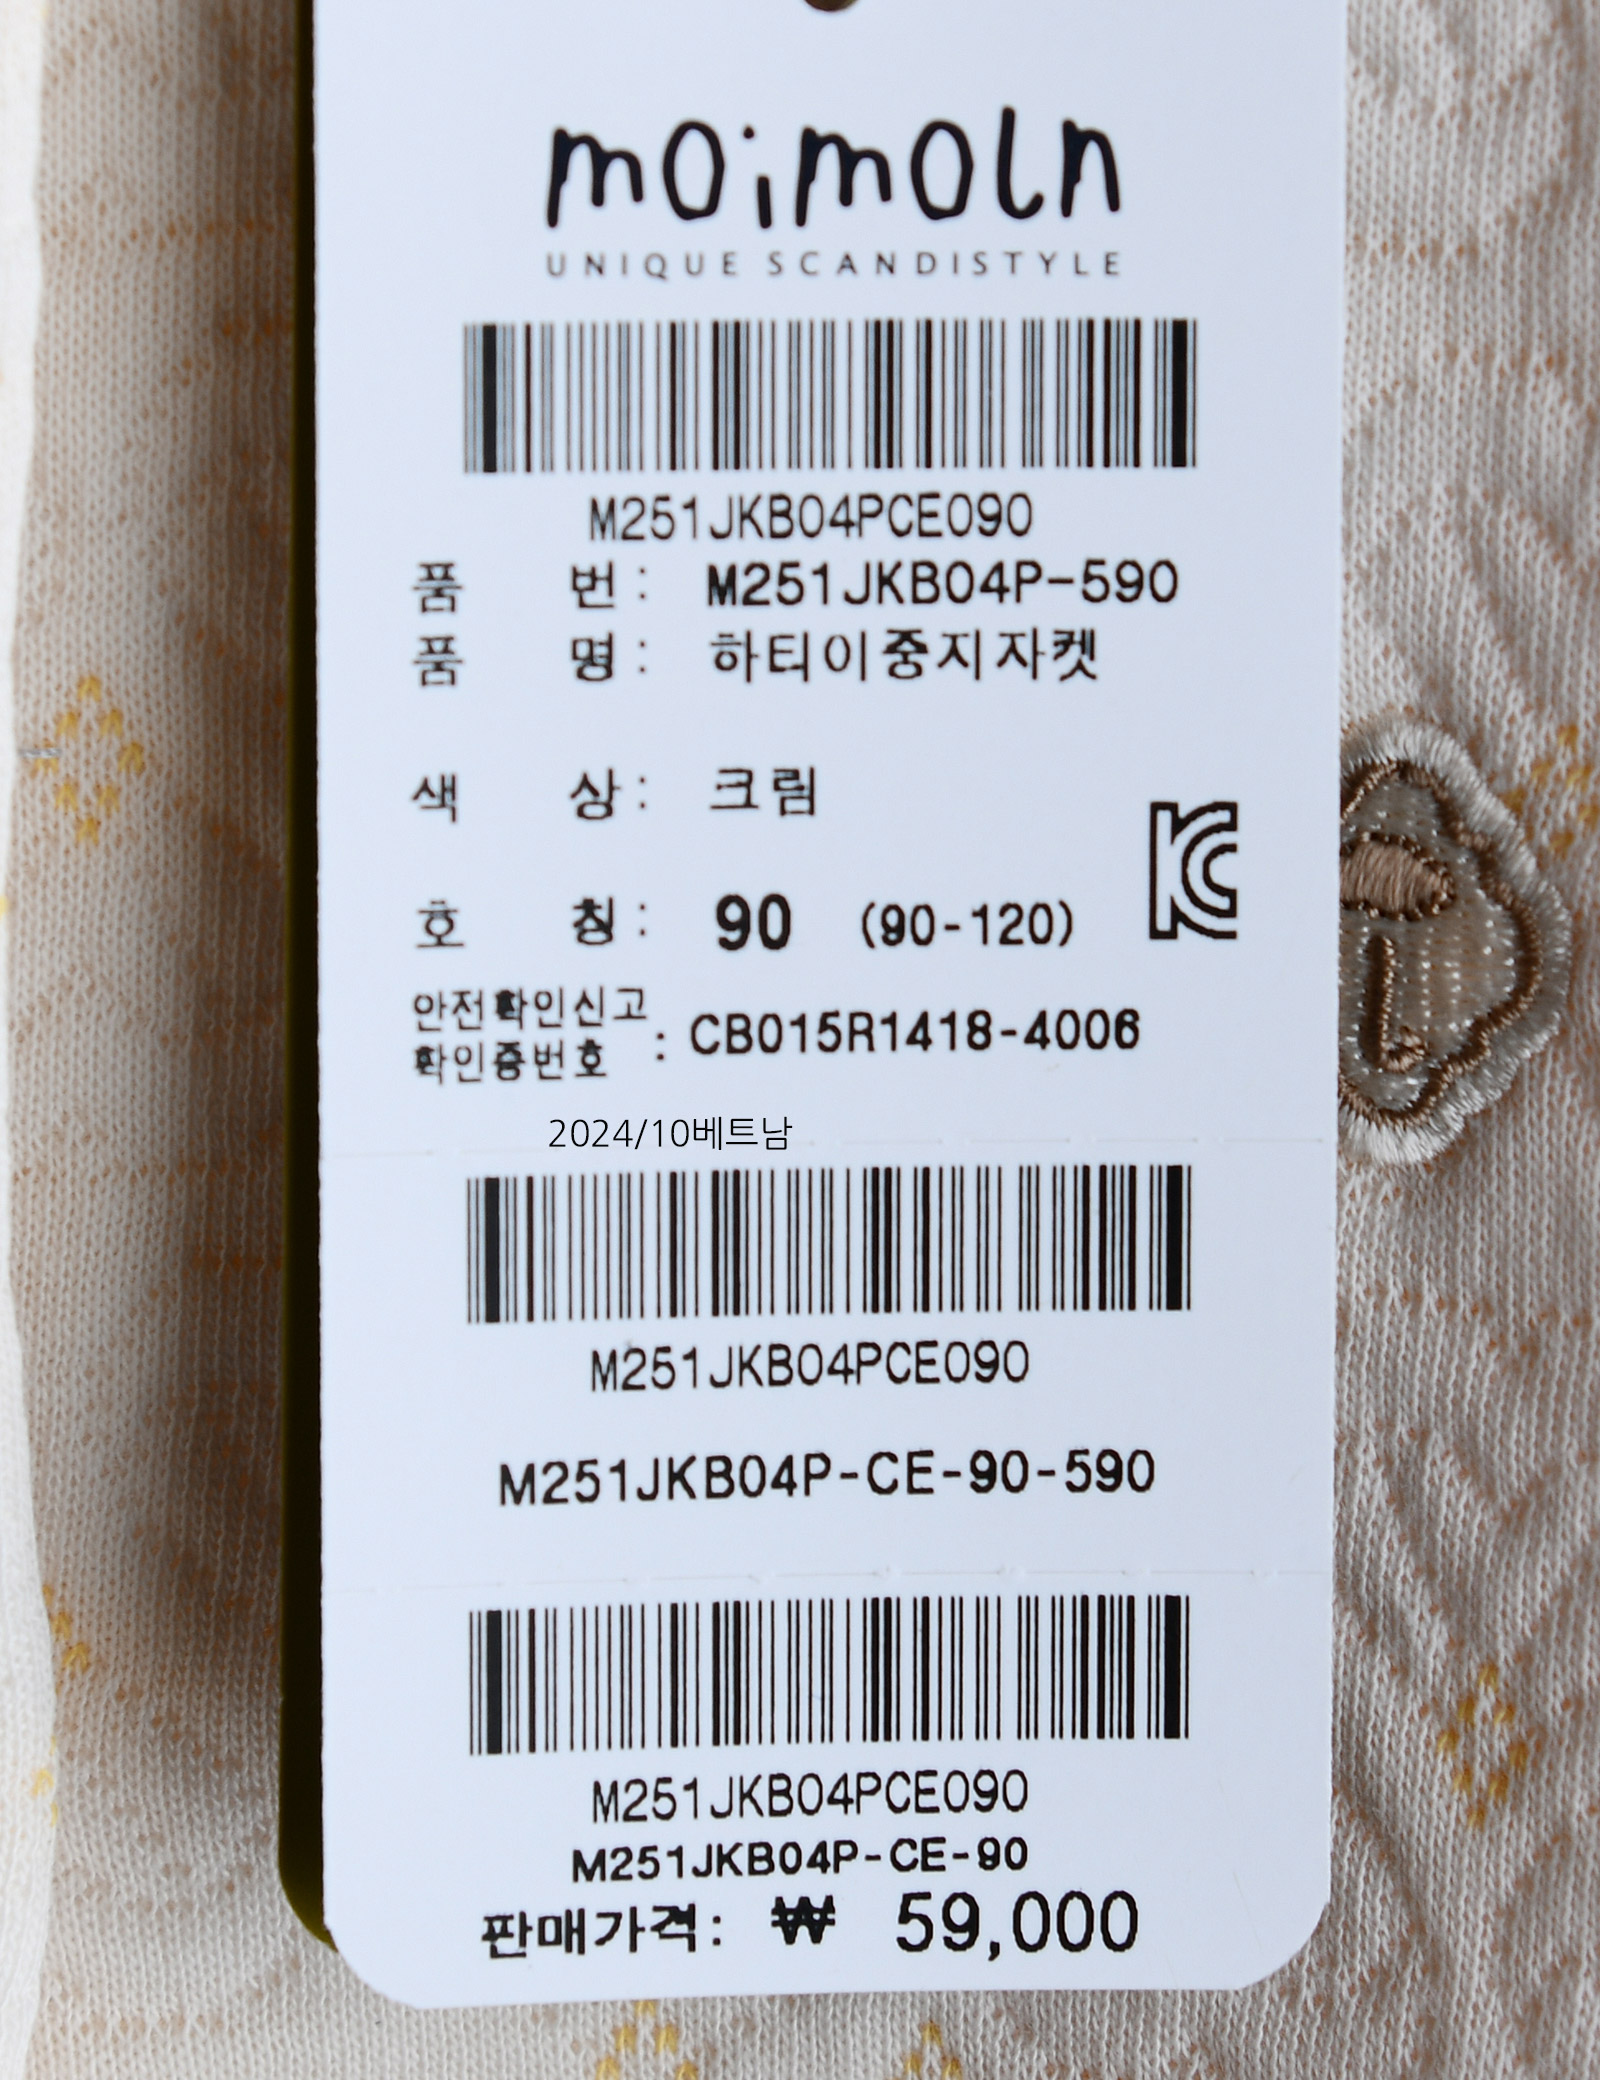 moimoln
UNIQUE SCANDISTYLE
M251JKB04PCE090
품 번 : M251JKB04P-590
품 명 : 하티이중지자켓
색 상 : 크림
호 칭 : 90 (90-120)
안전확인신고
확인증번호 : CB015R1418-4006
2024/10베트남
M251JKB04PCE090
M251JKB04P-CE-90-590
M251JKB04PCE090
M251JKB04P-CE-90
판매가격: ₩ 59,000